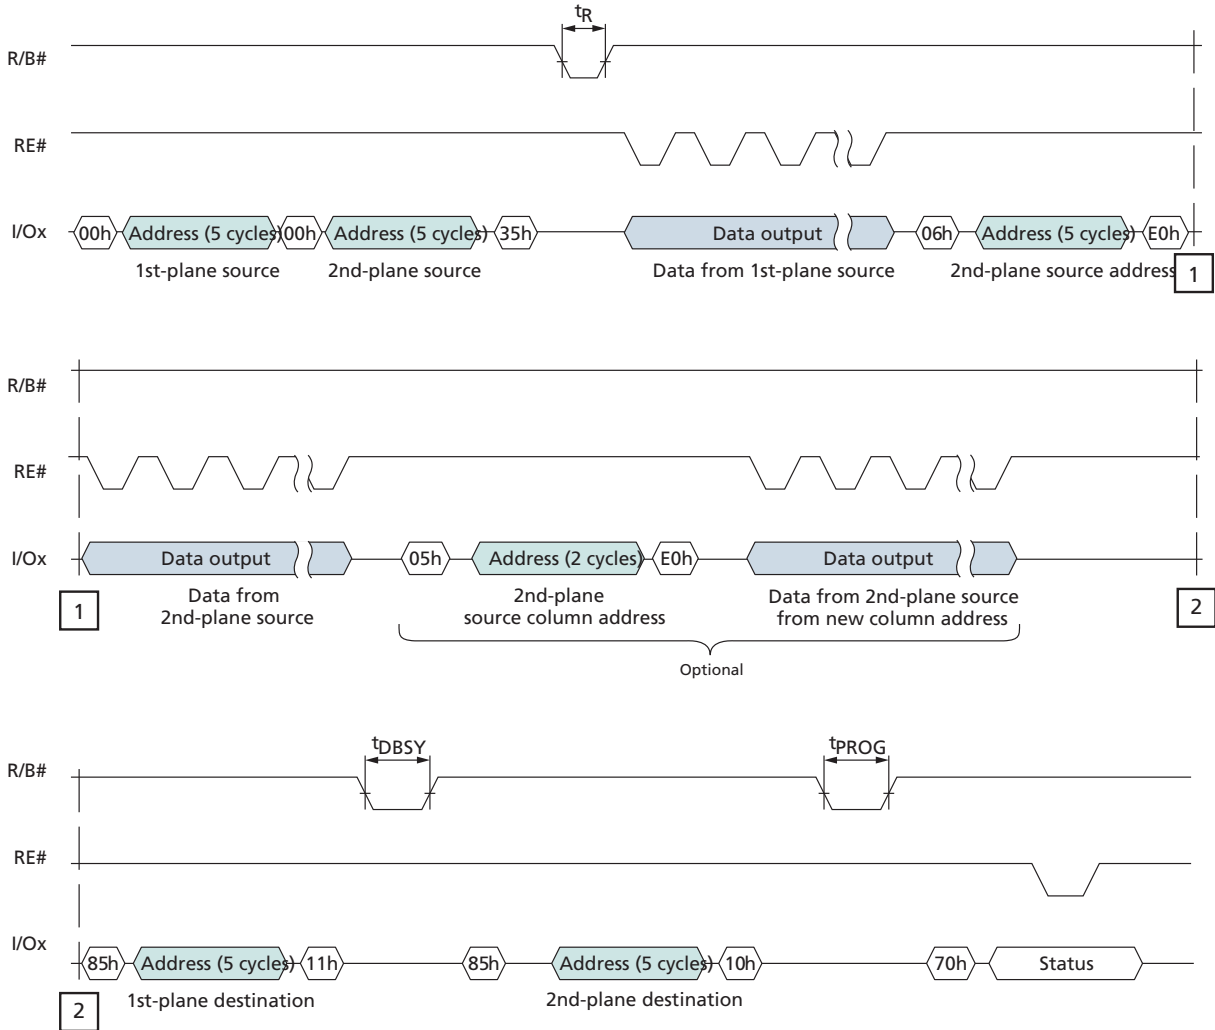 tR
R/B#
RE#
I/Ox 00h Address (5 cycles) 00h Address (5 cycles) 35h Data output 06h Address (5 cycles) E0h
1st-plane source 2nd-plane source Data from 1st-plane source 2nd-plane source address 1
R/B#
RE#
I/Ox Data output 05h Address (2 cycles) E0h Data output
1 Data from 2nd-plane Data from 2nd-plane source 2
2nd-plane source source column address from new column address
Optional
tDBSY tPROG
R/B#
RE#
I/Ox
85h Address (5 cycles) 11h 85h Address (5 cycles) 10h 70h Status
1st-plane destination 2nd-plane destination
2